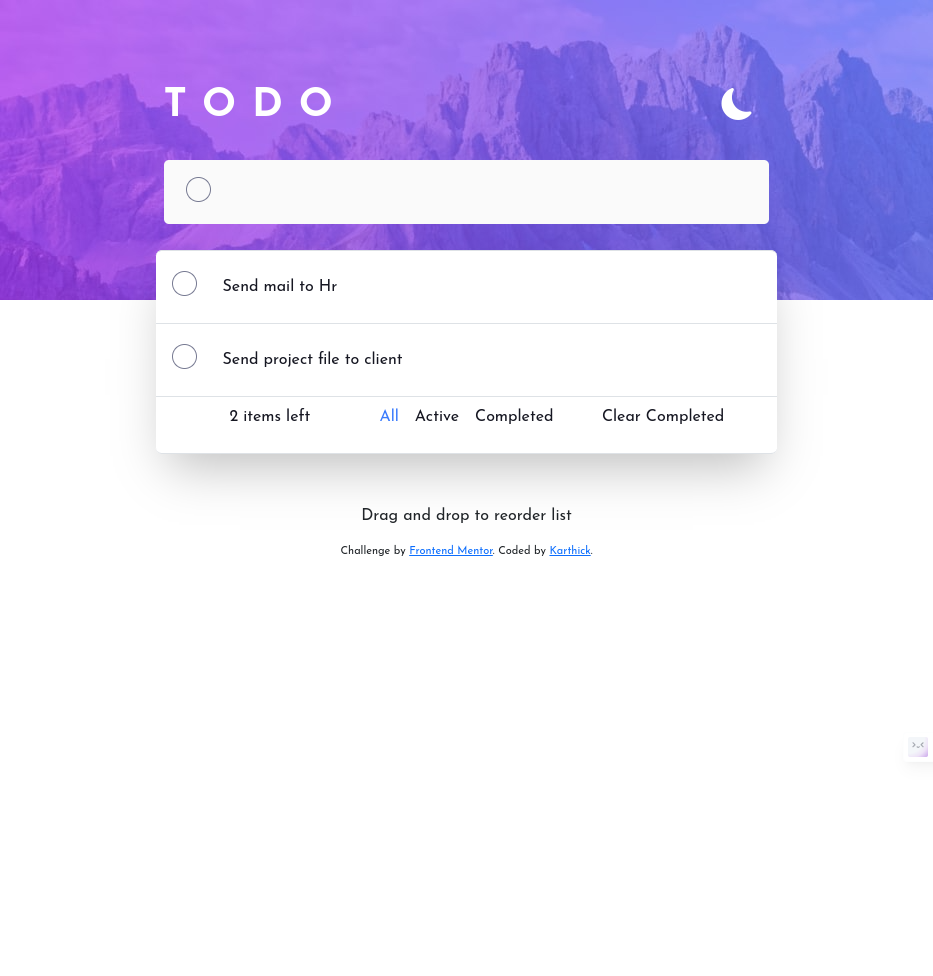 TODO
Send mail to Hr
Send project file to client
2 items left All Active Completed Clear Completed
Drag and drop to reorder list
Challenge by Frontend Mentor. Coded by Karthick.